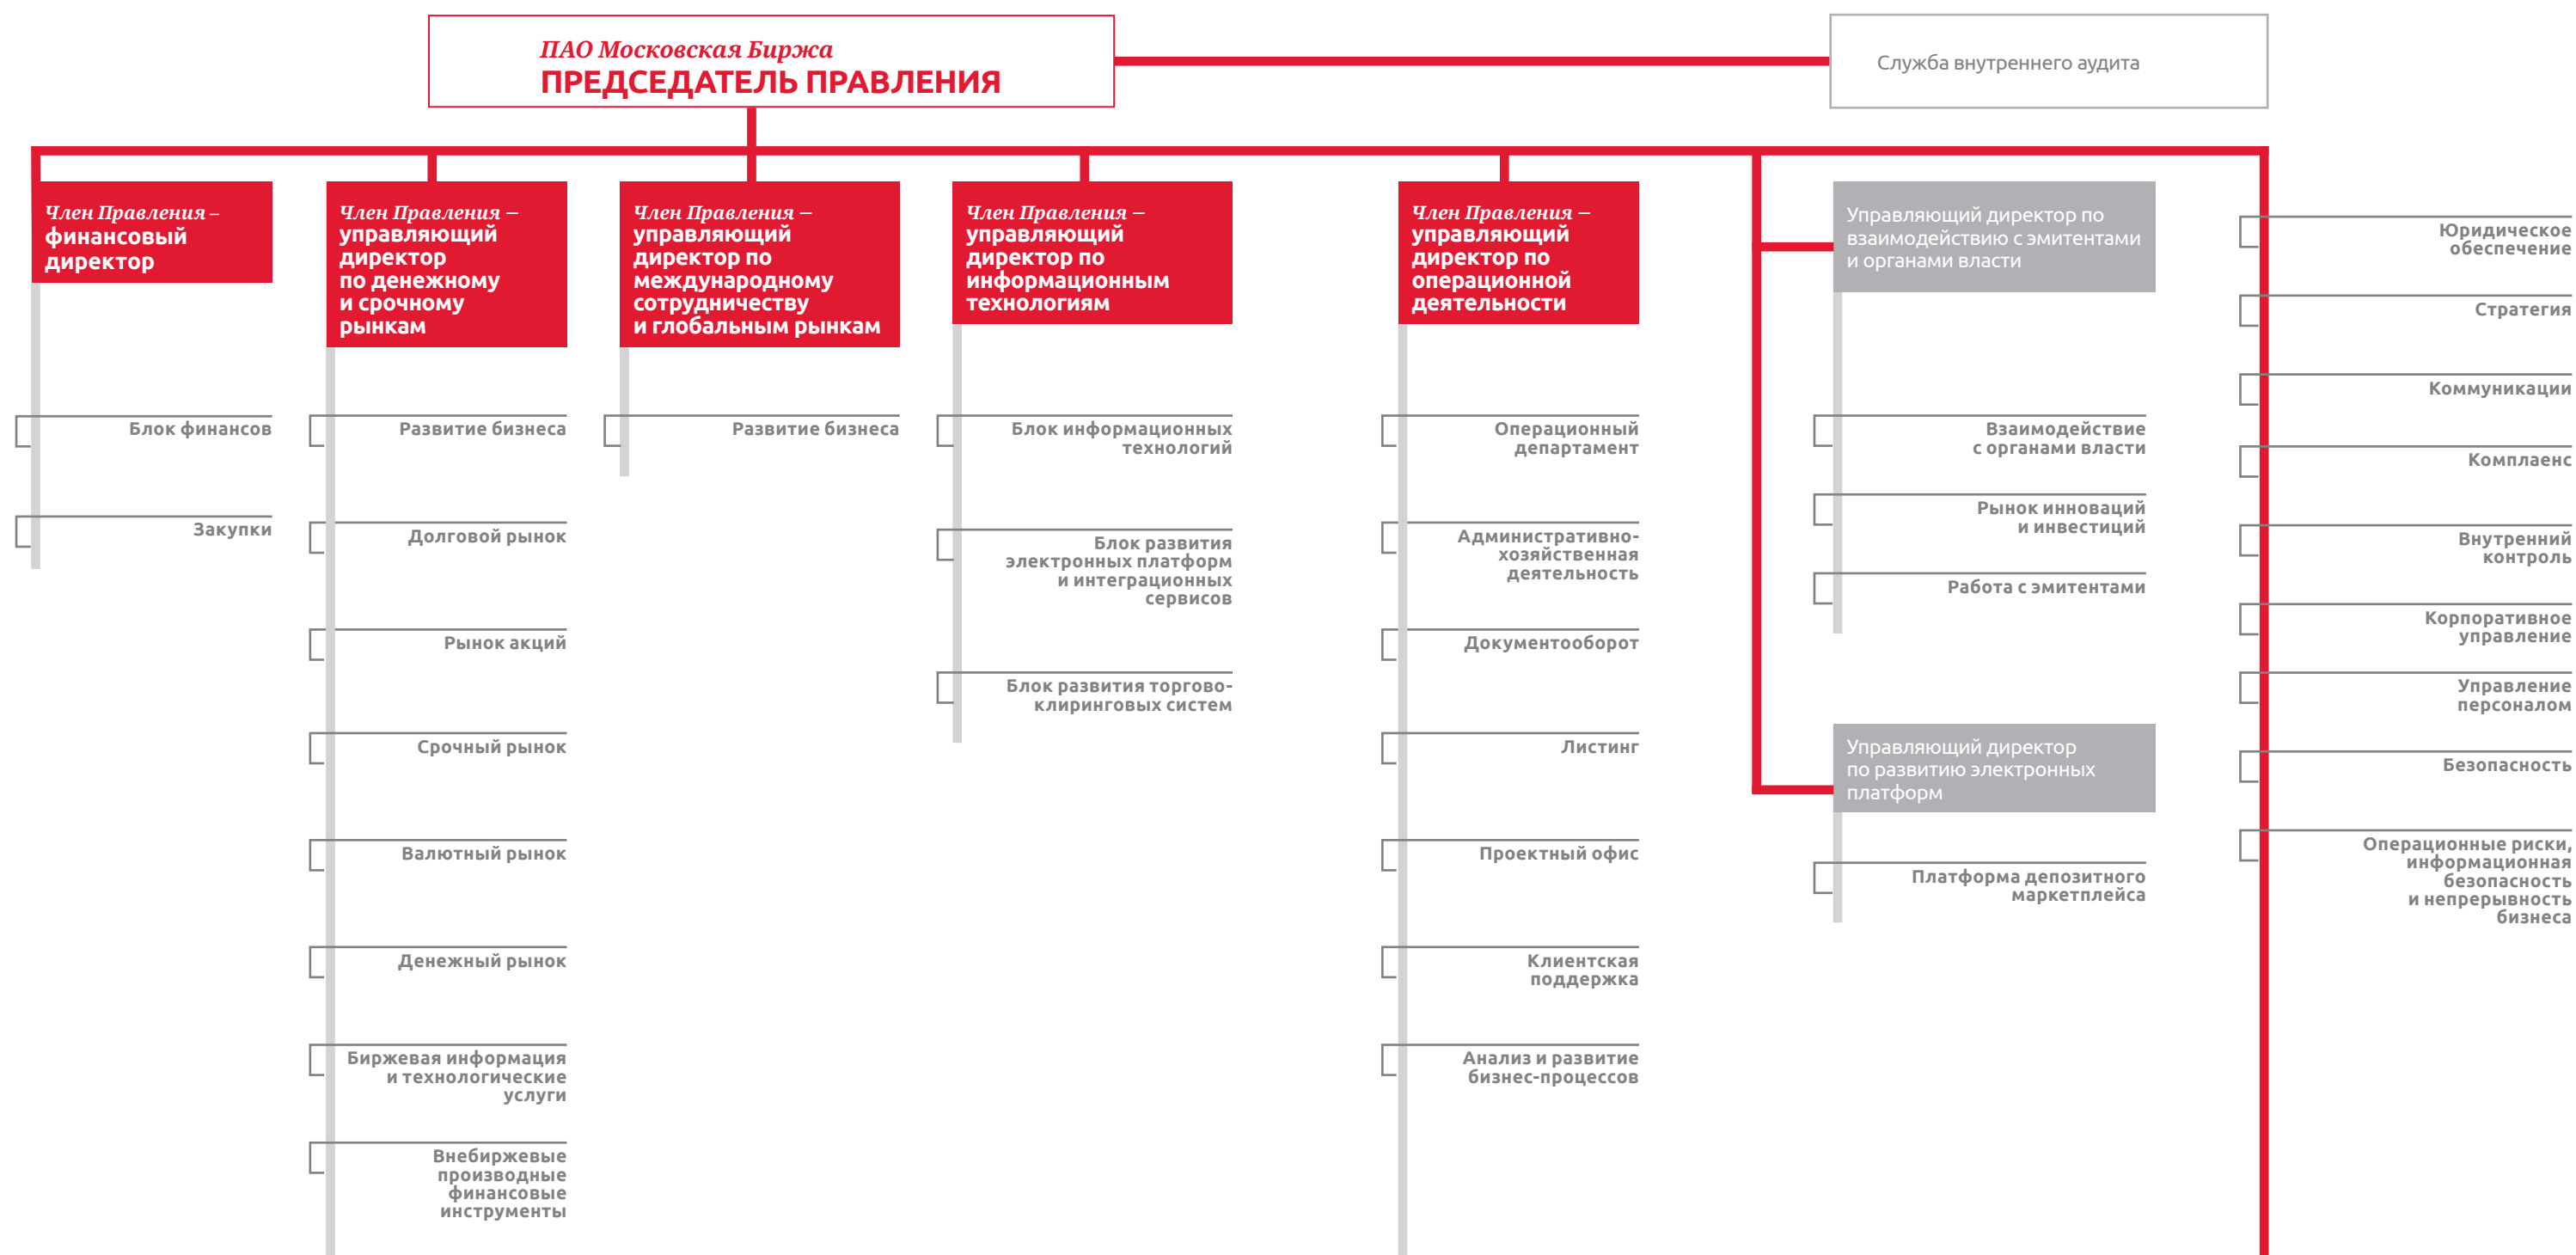 ПАО Московская Биржа
ПРЕДСЕДАТЕЛЬ ПРАВЛЕНИЯ
Служба внутреннего аудита
Член Правления –
финансовый
директор
Блок финансов
Закупки
Член Правления —
управляющий
директор
по денежному
и срочному
рынкам
Развитие бизнеса
Долговой рынок
Рынок акций
Срочный рынок
Валютный рынок
Денежный рынок
Биржевая информация
и технологические
услуги
Внебиржевые
производные
финансовые
инструменты
Член Правления —
управляющий
директор по
международному
сотрудничеству
и глобальным рынкам
Развитие бизнеса
Член Правления —
управляющий
директор по
информационным
технологиям
Блок информационных
технологий
Блок развития
электронных платформ
и интеграционных
сервисов
Блок развития торгово-
клиринговых систем
Член Правления —
управляющий
директор по
операционной
деятельности
Операционный
департамент
Административно-
хозяйственная
деятельность
Документооборот
Листинг
Проектный офис
Клиентская
поддержка
Анализ и развитие
бизнес-процессов
Управляющий директор по
взаимодействию с эмитентами
и органами власти
Взаимодействие
с органами власти
Рынок инноваций
и инвестиций
Работа с эмитентами
Управляющий директор
по развитию электронных
платформ
Платформа депозитного
маркетплейса
Юридическое
обеспечение
Стратегия
Коммуникации
Комплаенс
Внутренний
контроль
Корпоративное
управление
Управление
персоналом
Безопасность
Операционные риски,
информационная
безопасность
и непрерывность
бизнеса